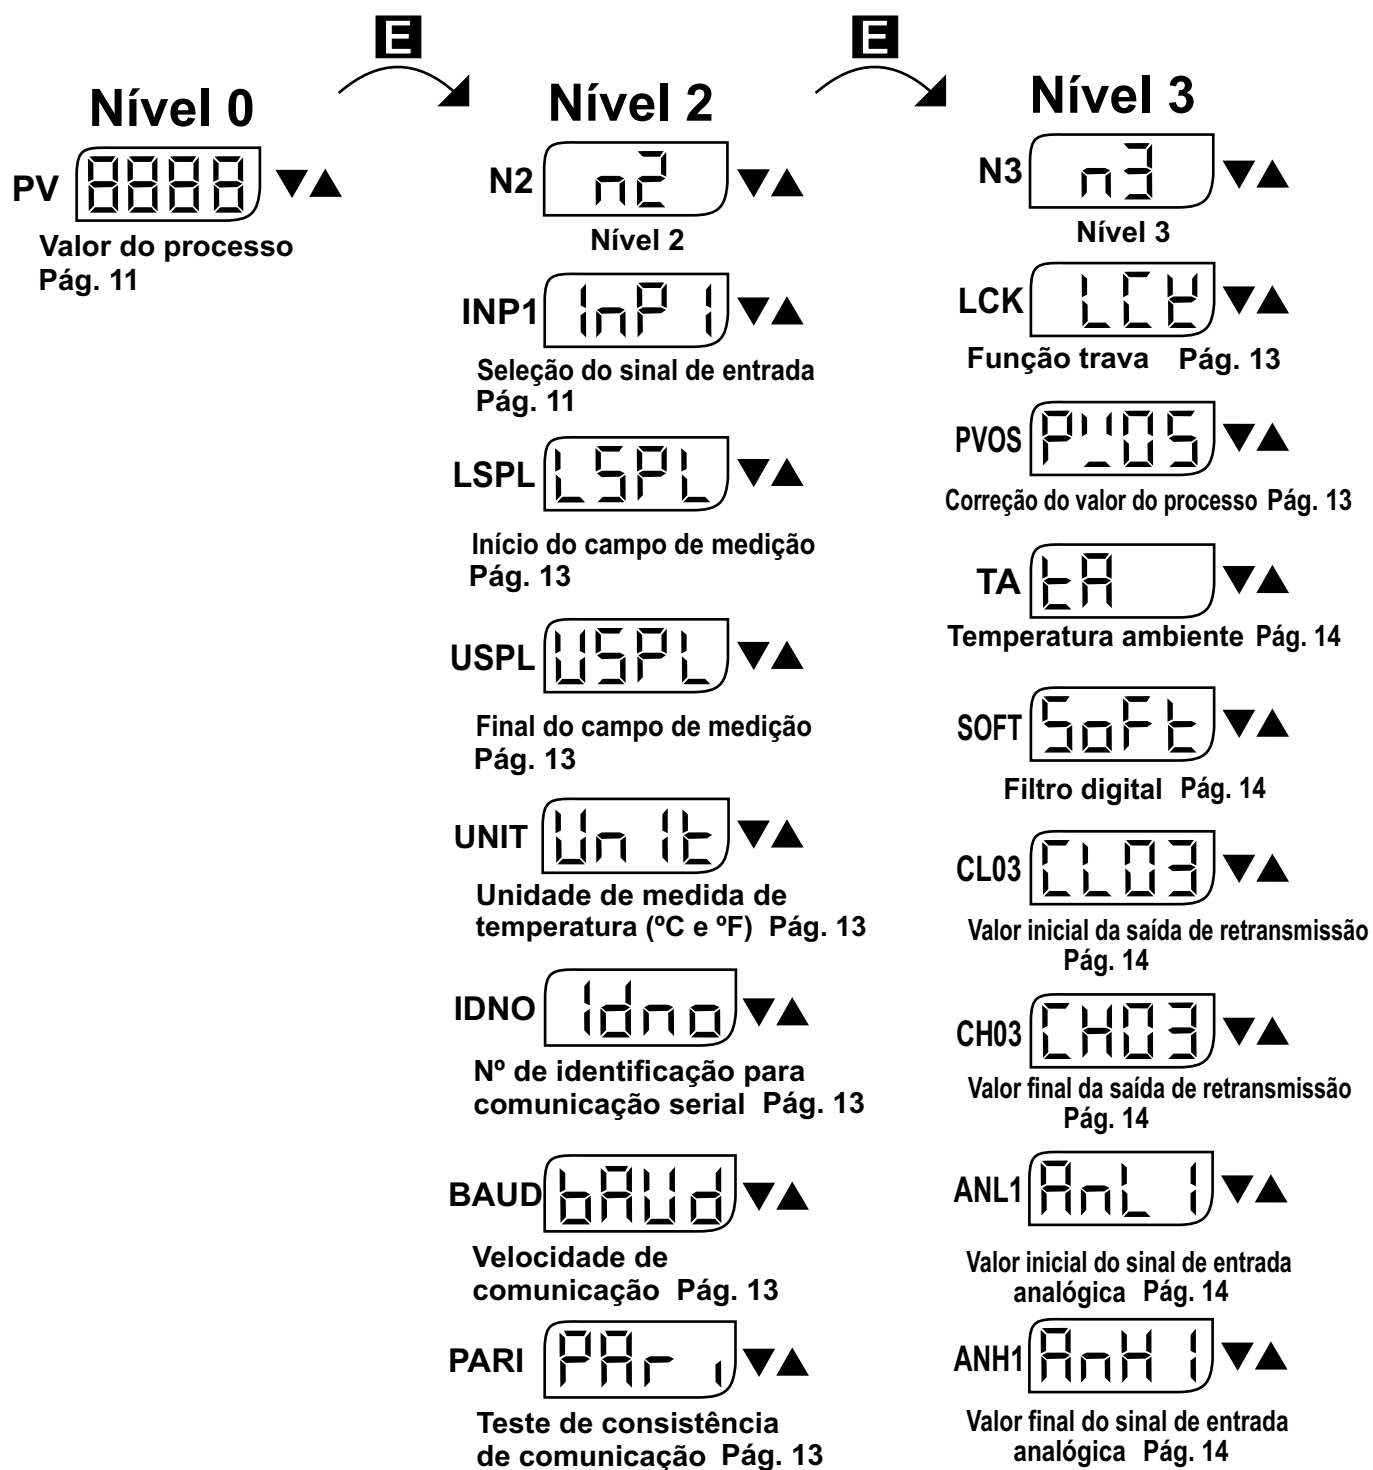 E
E
Nível 0
PV 8888 ▼▲
Valor do processo
Pág. 11
Nível 2
N2 n2 ▼▲
Nível 2
INP1 InP1 ▼▲
Seleção do sinal de entrada
Pág. 11
LSPL LSPL ▼▲
Início do campo de medição
Pág. 13
USPL USPL ▼▲
Final do campo de medição
Pág. 13
UNIT UnIt ▼▲
Unidade de medida de
temperatura (ºC e ºF) Pág. 13
IDNO Idno ▼▲
Nº de identificação para
comunicação serial Pág. 13
BAUD bAUd ▼▲
Velocidade de
comunicação Pág. 13
PARI PAri ▼▲
Teste de consistência
de comunicação Pág. 13
Nível 3
N3 n3 ▼▲
Nível 3
LCK LCK ▼▲
Função trava Pág. 13
PVOS PVOS ▼▲
Correção do valor do processo Pág. 13
TA tA ▼▲
Temperatura ambiente Pág. 14
SOFT SoFt ▼▲
Filtro digital Pág. 14
CL03 CL03 ▼▲
Valor inicial da saída de retransmissão
Pág. 14
CH03 CH03 ▼▲
Valor final da saída de retransmissão
Pág. 14
ANL1 AnL1 ▼▲
Valor inicial do sinal de entrada
analógica Pág. 14
ANH1 AnH1 ▼▲
Valor final do sinal de entrada
analógica Pág. 14